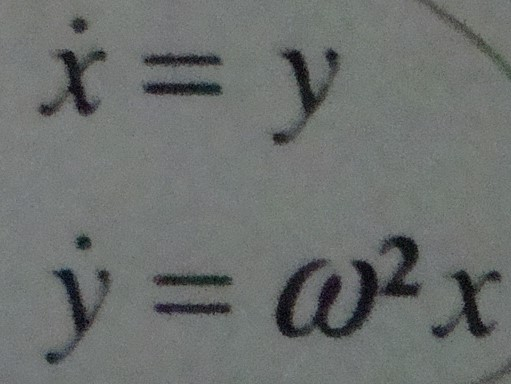 ẋ = y
ẏ = ω²x